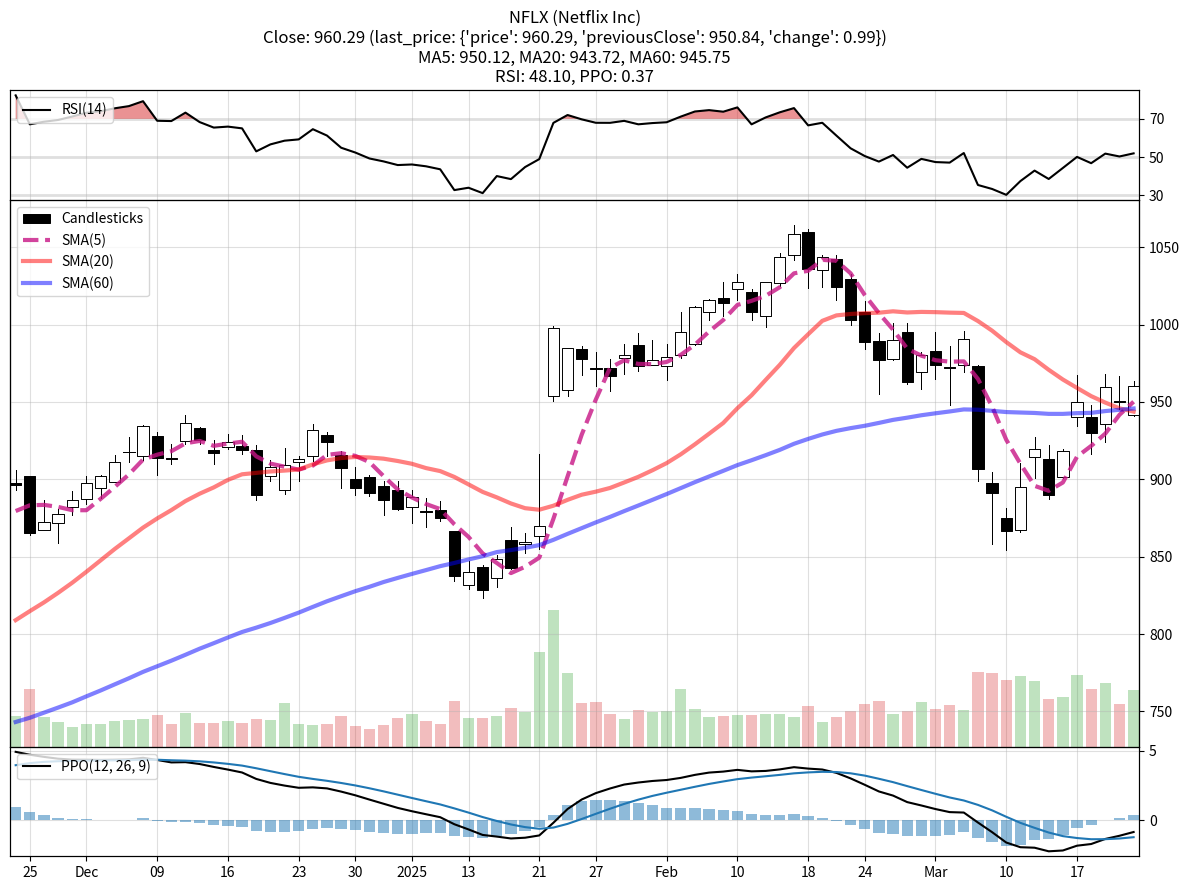 NFLX (Netflix Inc)
Close: 960.29 (last_price: {'price': 960.29, 'previousClose': 950.84, 'change': 0.99})
MA5: 950.12, MA20: 943.72, MA60: 945.75
RSI: 48.10, PPO: 0.37
RSI(14)
70
50
30
Candlesticks
SMA(5)
SMA(20)
SMA(60)
1050
1000
950
900
850
800
750
PPO(12, 26, 9)
5
0
25 Dec 09 16 23 30 2025 13 21 27 Feb 10 18 24 Mar 10 17